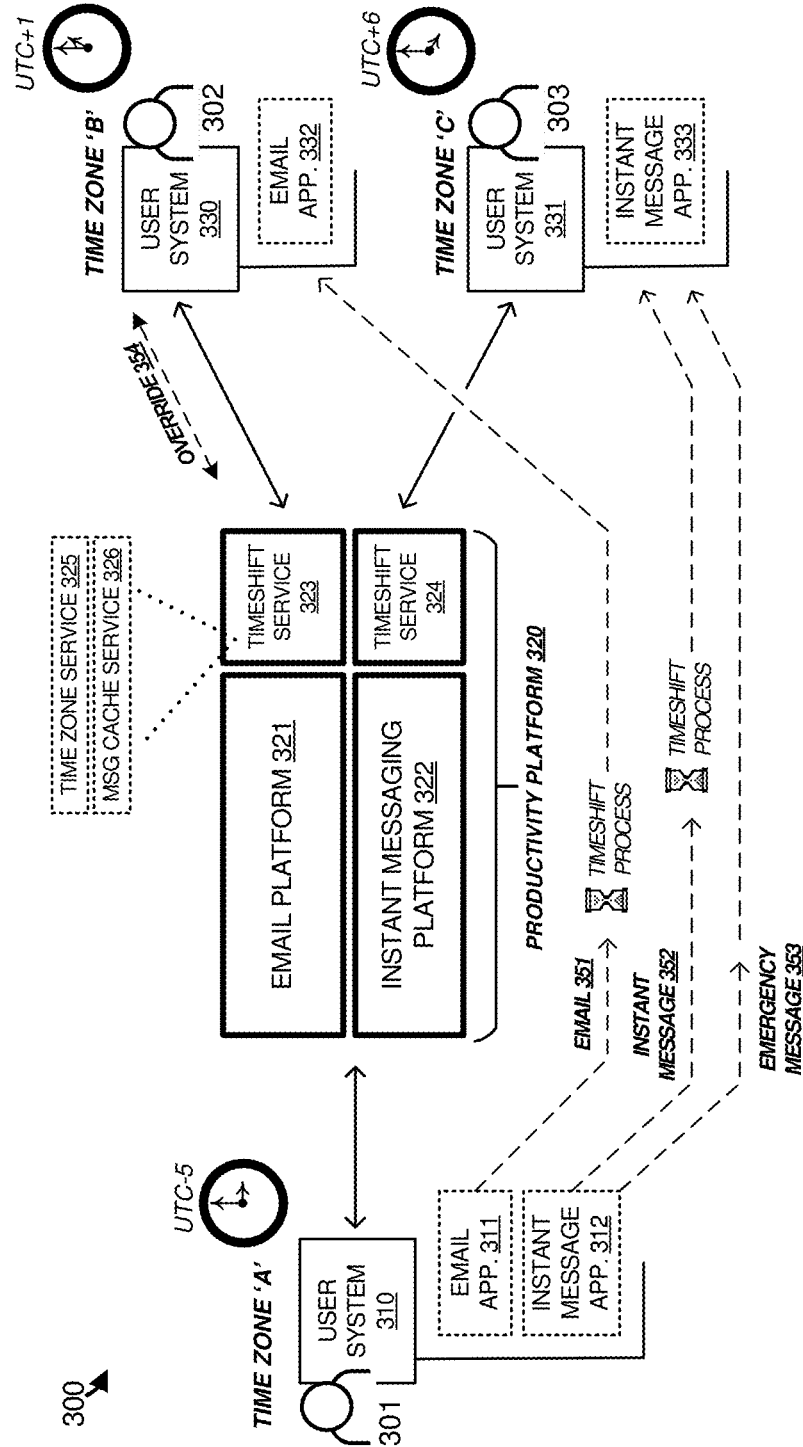 300
TIME ZONE 'A'
UTC-5
301
USER
SYSTEM
310
EMAIL
APP. 311
INSTANT
MESSAGE
APP. 312
TIME ZONE SERVICE 325
MSG CACHE SERVICE 326
EMAIL PLATFORM 321
INSTANT MESSAGING
PLATFORM 322
TIMESHIFT
SERVICE
323
TIMESHIFT
SERVICE
324
PRODUCTIVITY PLATFORM 320
OVERRIDE 354
EMAIL 351
TIMESHIFT
PROCESS
INSTANT
MESSAGE 352
TIMESHIFT
PROCESS
EMERGENCY
MESSAGE 353
TIME ZONE 'B'
UTC+1
USER
SYSTEM
330
302
EMAIL
APP. 332
TIME ZONE 'C'
UTC+6
USER
SYSTEM
331
303
INSTANT
MESSAGE
APP. 333